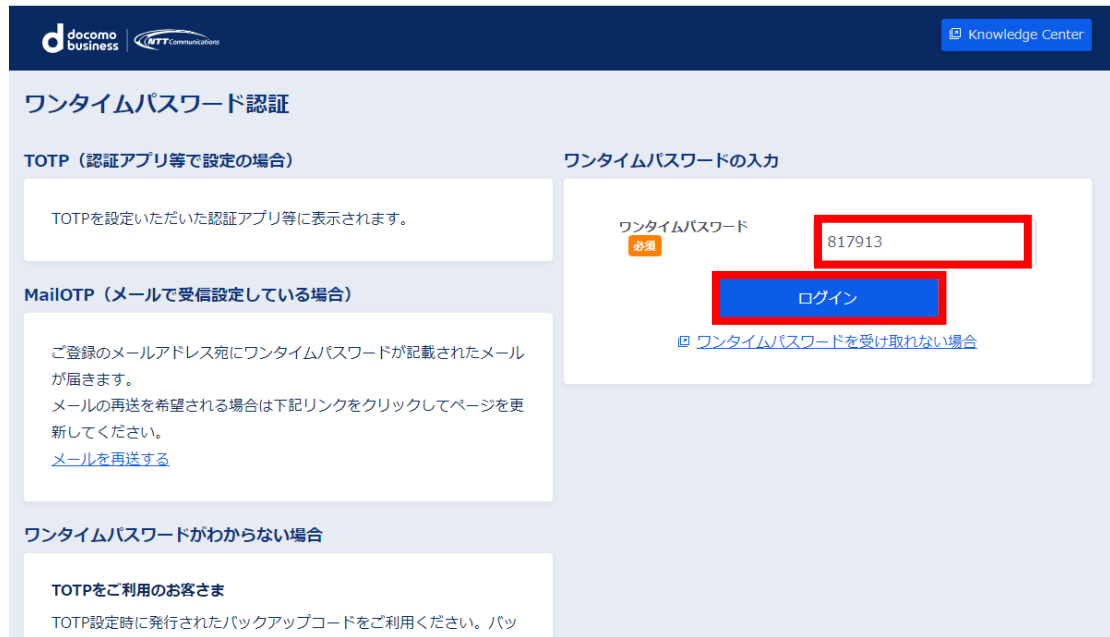 docomo
business
NTT Communications
Knowledge Center
ワンタイムパスワード認証
TOTP（認証アプリ等で設定の場合）
TOTPを設定いただいた認証アプリ等に表示されます。
MailOTP（メールで受信設定している場合）
ご登録のメールアドレス宛にワンタイムパスワードが記載されたメール
が届きます。
メールの再送を希望される場合は下記リンクをクリックしてページを更
新してください。
メールを再送する
ワンタイムパスワードがわからない場合
TOTPをご利用のお客さま
TOTP設定時に発行されたバックアップコードをご利用ください。バッ
ワンタイムパスワードの入力
ワンタイムパスワード
必須
817913
ログイン
ワンタイムパスワードを受け取れない場合